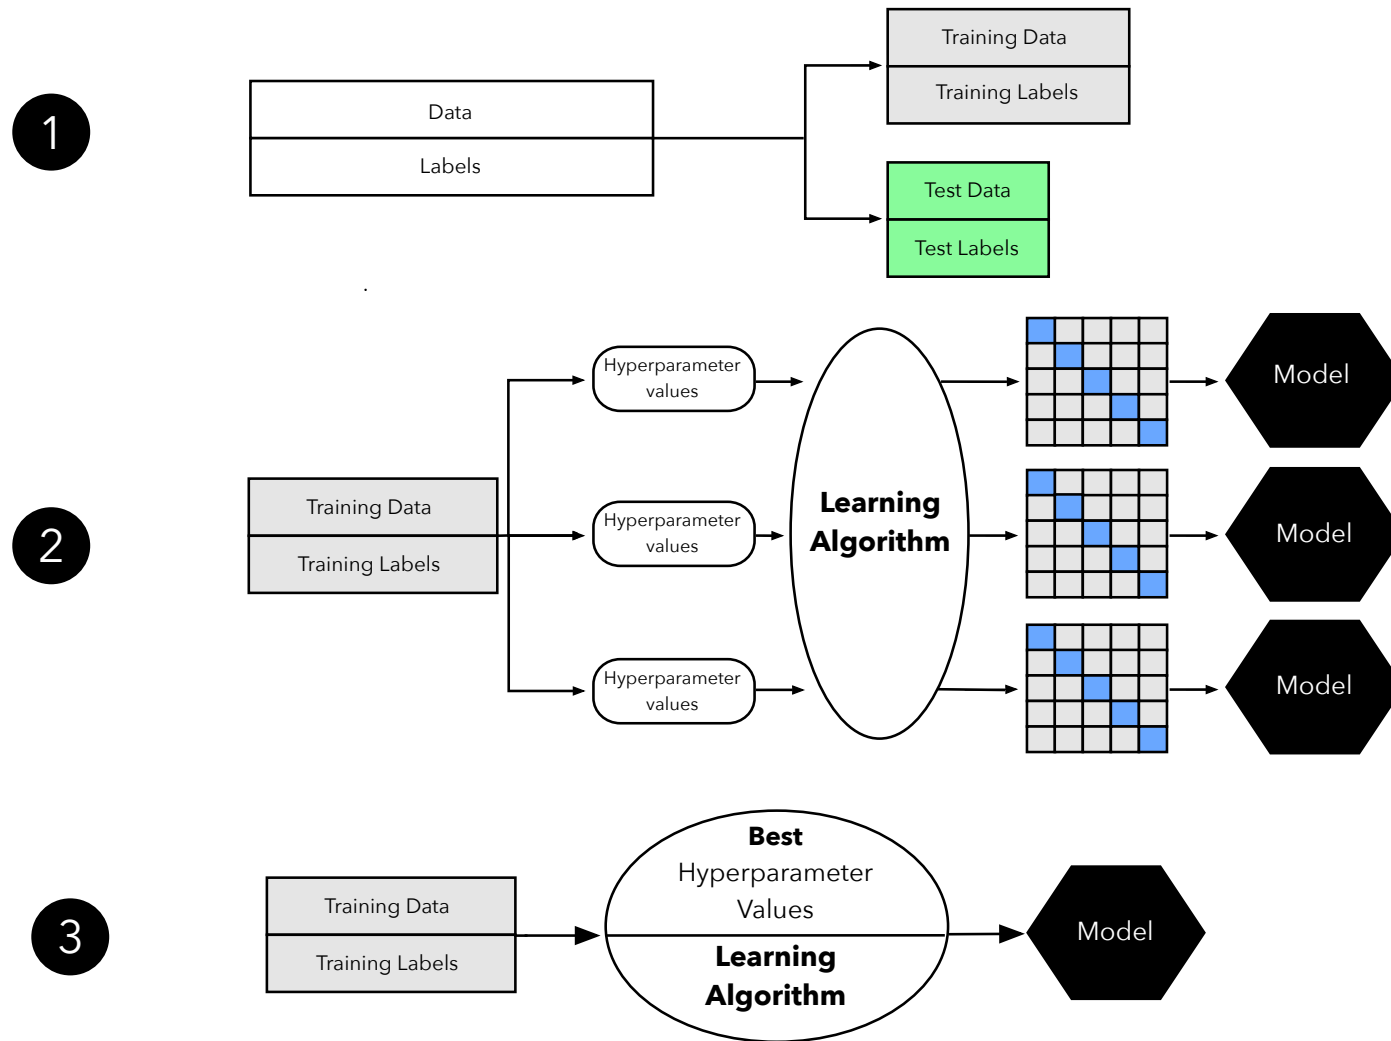 1
Data
Labels
Training Data
Training Labels
Test Data
Test Labels
.
2
Training Data
Training Labels
Hyperparameter
values
Hyperparameter
values
Hyperparameter
values
Learning
Algorithm
Model
Model
Model
3
Training Data
Training Labels
Best
Hyperparameter
Values
Learning
Algorithm
Model